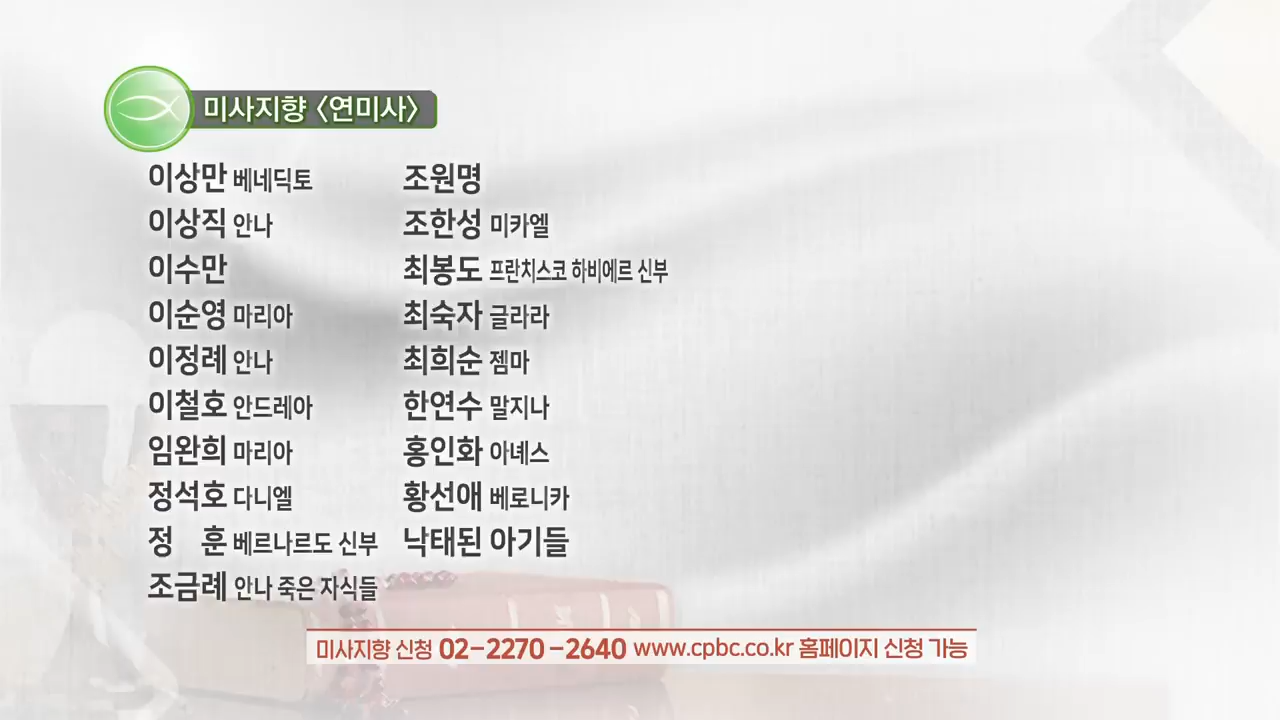 미사지향 〈연미사〉
이상만 베네딕토
이상직 안나
이수만
이순영 마리아
이정례 안나
이철호 안드레아
임완희 마리아
정석호 다니엘
정 훈 베르나르도 신부
조금례 안나 죽은 자식들
조원명
조한성 미카엘
최봉도 프란치스코 하비에르 신부
최숙자 글라라
최희순 젬마
한연수 말지나
홍인화 아녜스
황선애 베로니카
낙태된 아기들
미사지향 신청 02-2270-2640 www.cpbc.co.kr 홈페이지 신청 가능